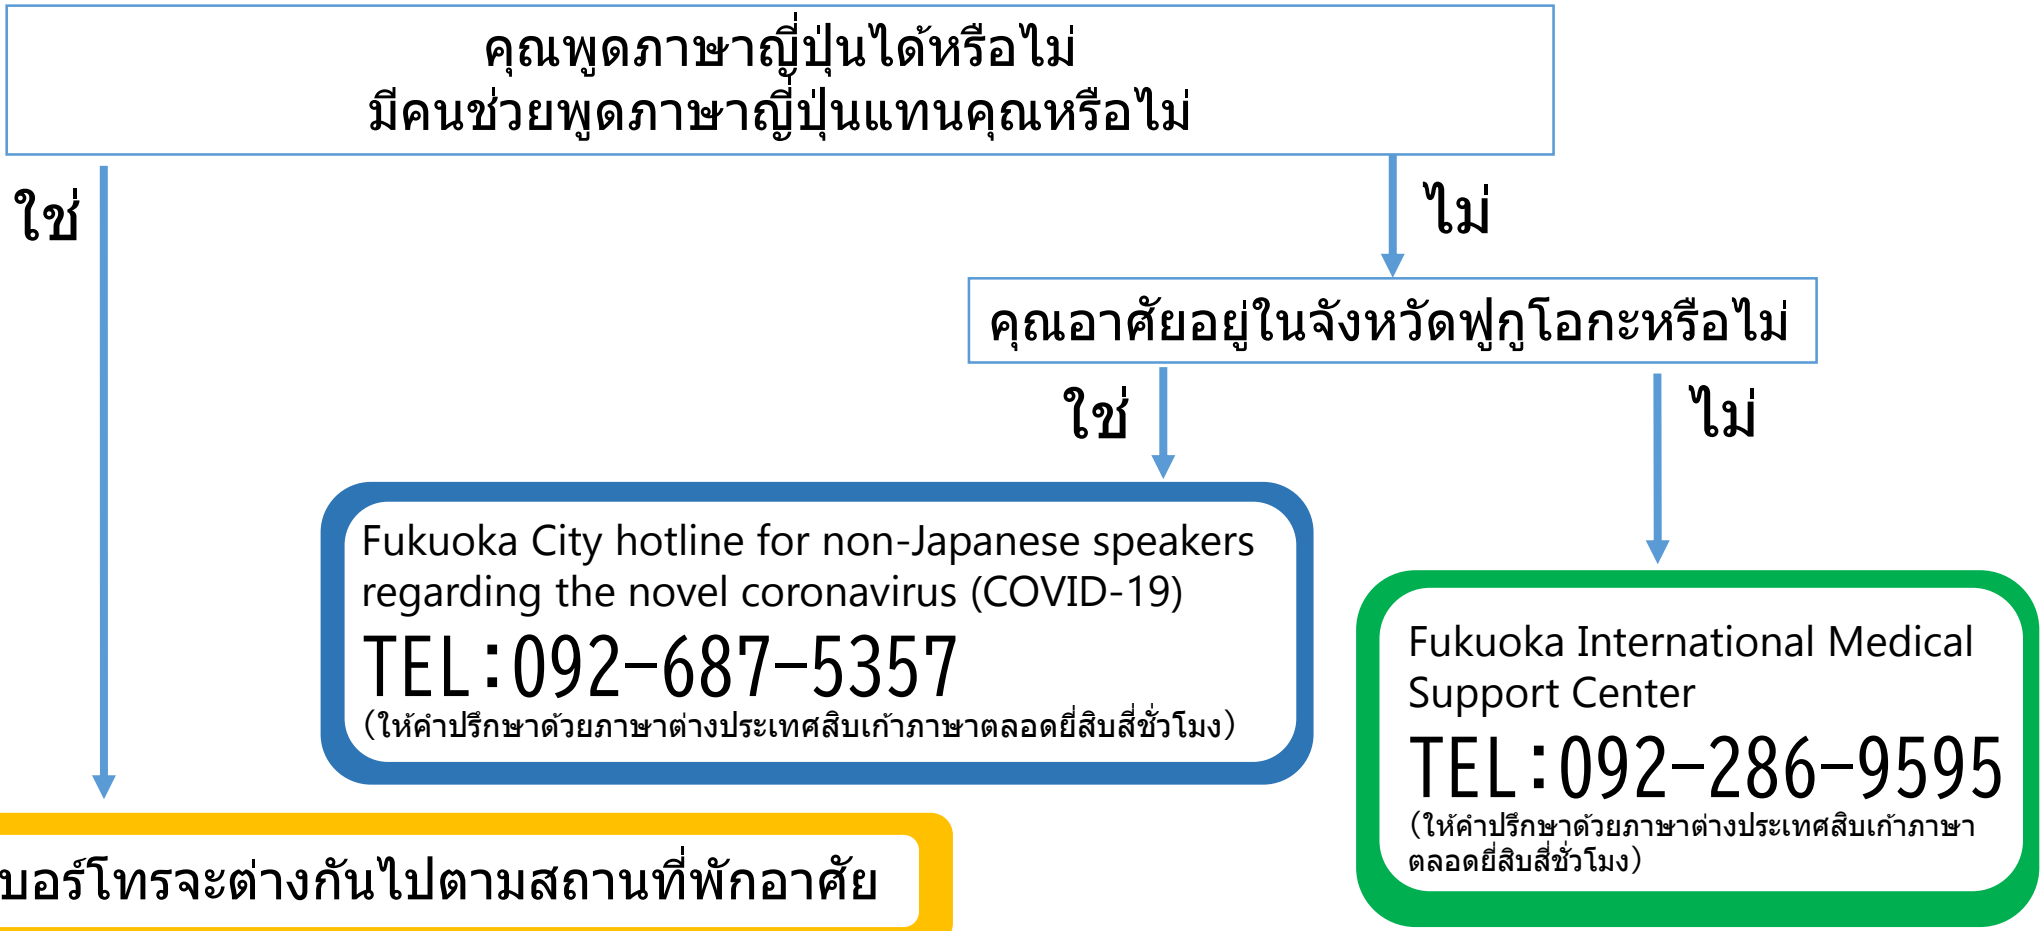 คุณพูดภาษาญี่ปุ่นได้หรือไม่
มีคนช่วยพูดภาษาญี่ปุ่นแทนคุณหรือไม่
ใช่
ไม่
คุณอาศัยอยู่ในจังหวัดฟูกูโอกะหรือไม่
ใช่
ไม่
Fukuoka City hotline for non-Japanese speakers
regarding the novel coronavirus (COVID-19)
TEL:092-687-5357
(ให้คำปรึกษาด้วยภาษาต่างประเทศสิบเก้าภาษาตลอดยี่สิบสี่ชั่วโมง)
Fukuoka International Medical
Support Center
TEL:092-286-9595
(ให้คำปรึกษาด้วยภาษาต่างประเทศสิบเก้าภาษา
ตลอดยี่สิบสี่ชั่วโมง)
บอร์โทรจะต่างกันไปตามสถานที่พักอาศัย